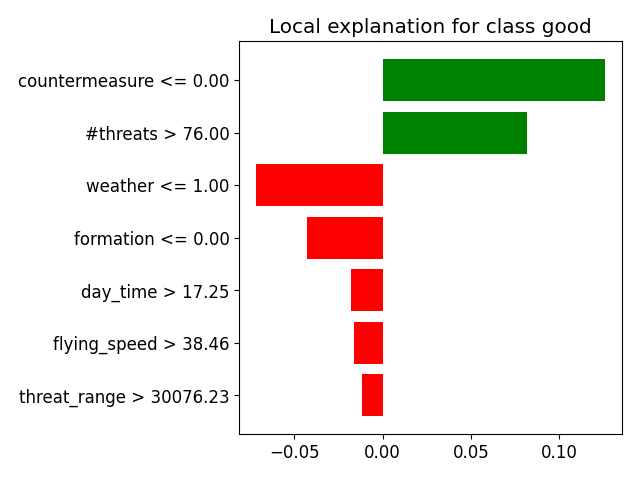 Local explanation for class good
countermeasure <= 0.00
#threats > 76.00
weather <= 1.00
formation <= 0.00
day_time > 17.25
flying_speed > 38.46
threat_range > 30076.23
−0.05 0.00 0.05 0.10